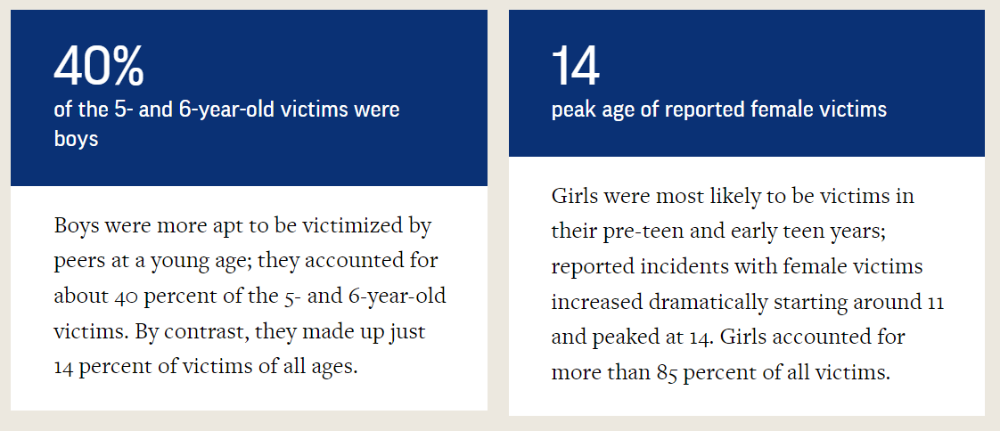 40%
of the 5- and 6-year-old victims were
boys
Boys were more apt to be victimized by
peers at a young age; they accounted for
about 40 percent of the 5- and 6-year-old
victims. By contrast, they made up just
14 percent of victims of all ages.
14
peak age of reported female victims
Girls were most likely to be victims in
their pre-teen and early teen years;
reported incidents with female victims
increased dramatically starting around 11
and peaked at 14. Girls accounted for
more than 85 percent of all victims.